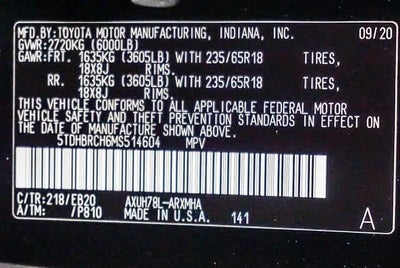 MFD.BY:TOYOTA MOTOR MANUFACTURING, INDIANA, INC. 09/20
GVWR:2720KG (6000LB)
GAWR:FRT. 1635KG (3605LB) WITH 235/65R18 TIRES,
18X8J RIMS.
RR. 1635KG (3605LB) WITH 235/65R18 TIRES,
18X8J RIMS.
THIS VEHICLE CONFORMS TO ALL APPLICABLE FEDERAL MOTOR
VEHICLE SAFETY AND THEFT PREVENTION STANDARDS IN EFFECT ON
THE DATE OF MANUFACTURE SHOWN ABOVE.
5TDHBRCH6MS514604 MPV
C/TR:218/EB20 AXUH78L-ARXMHA
A/TM: /P810 MADE IN U.S.A. 141 A